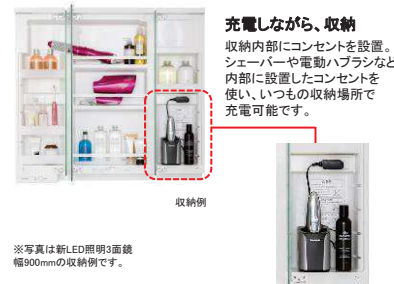 充電しながら、収納
収納内部にコンセントを設置。
シェーバーや電動ハブラシなど
内部に設置したコンセントを
使い、いつもの収納場所で
充電可能です。
収納例
※写真は新LED照明3面鏡
幅900mmの収納例です。